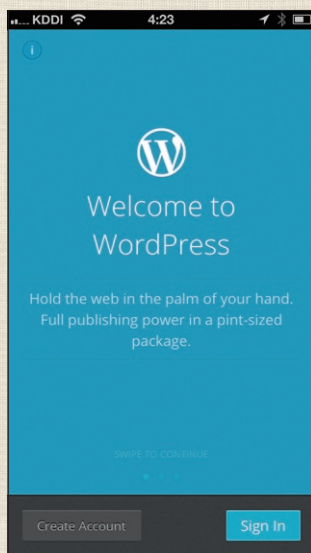 KDDI 4:23
Welcome to
WordPress
Hold the web in the palm of your hand.
Full publishing power in a pint-sized
package.
SWIPE TO CONTINUE
Create Account Sign In